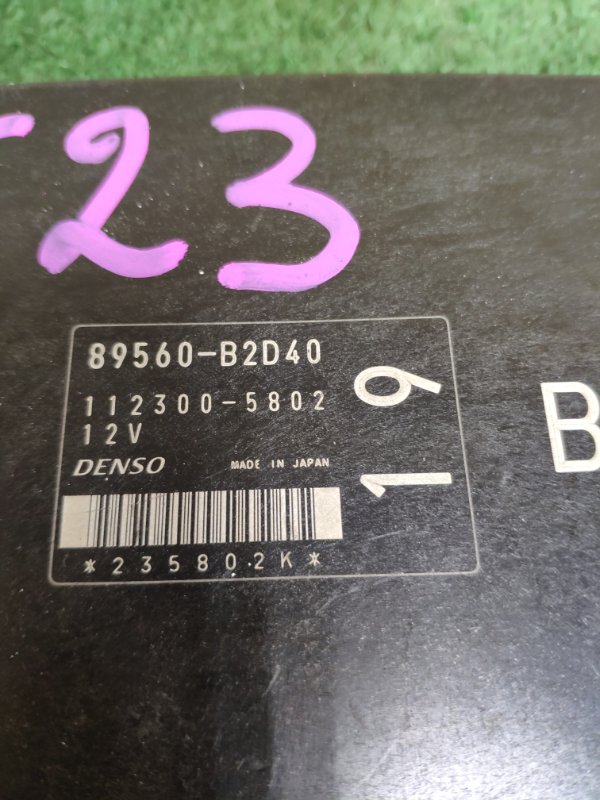 23
89560-B2D40
112300-5802
12V
DENSO MADE IN JAPAN
*235802K*
19
B